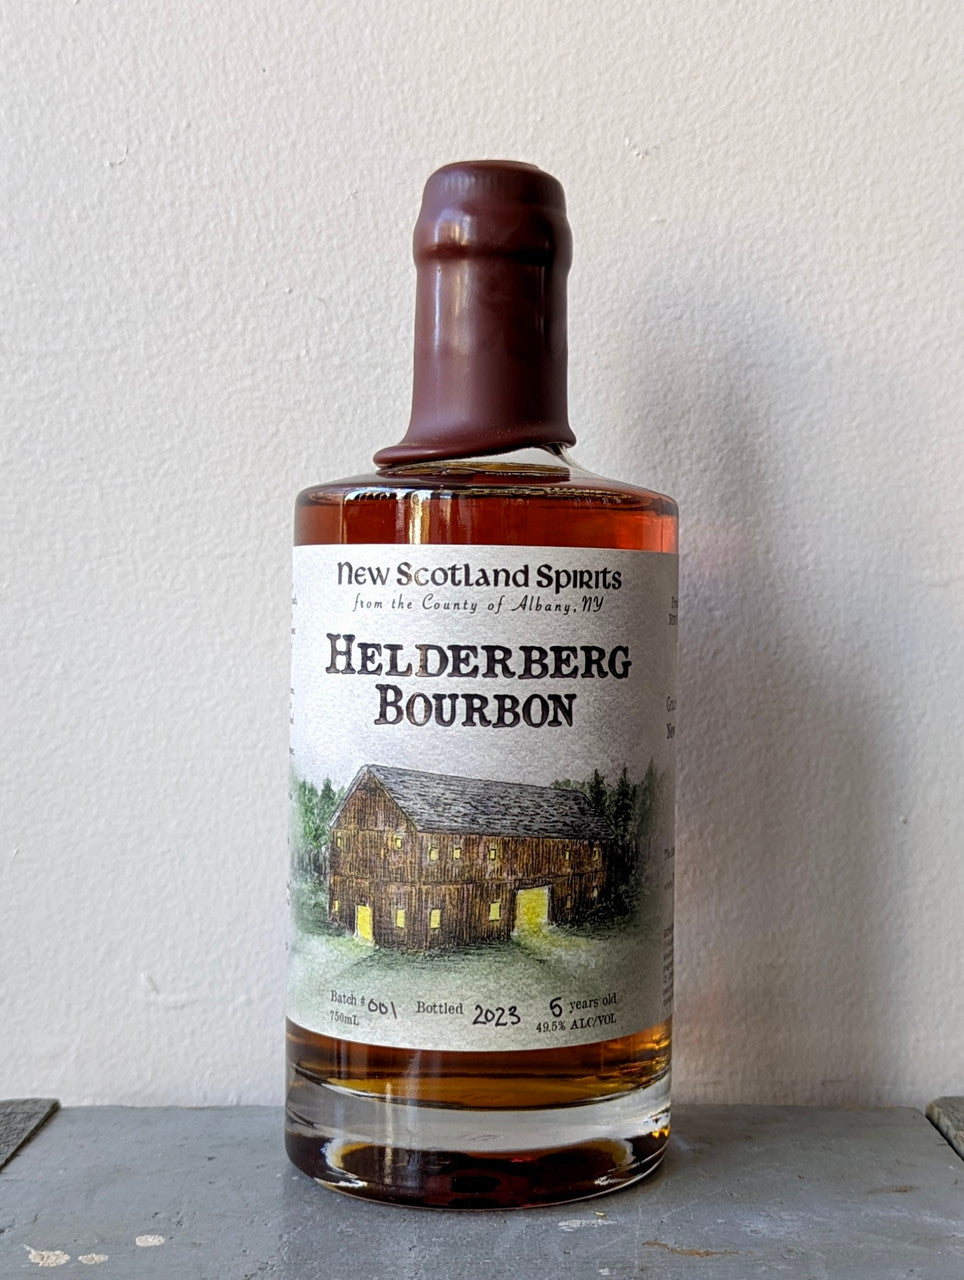 New Scotland Spirits
from the County of Albany, NY
HELDERBERG
BOURBON
Batch # 001 Bottled 2023 5 years old
750mL 49.5% ALC/VOL